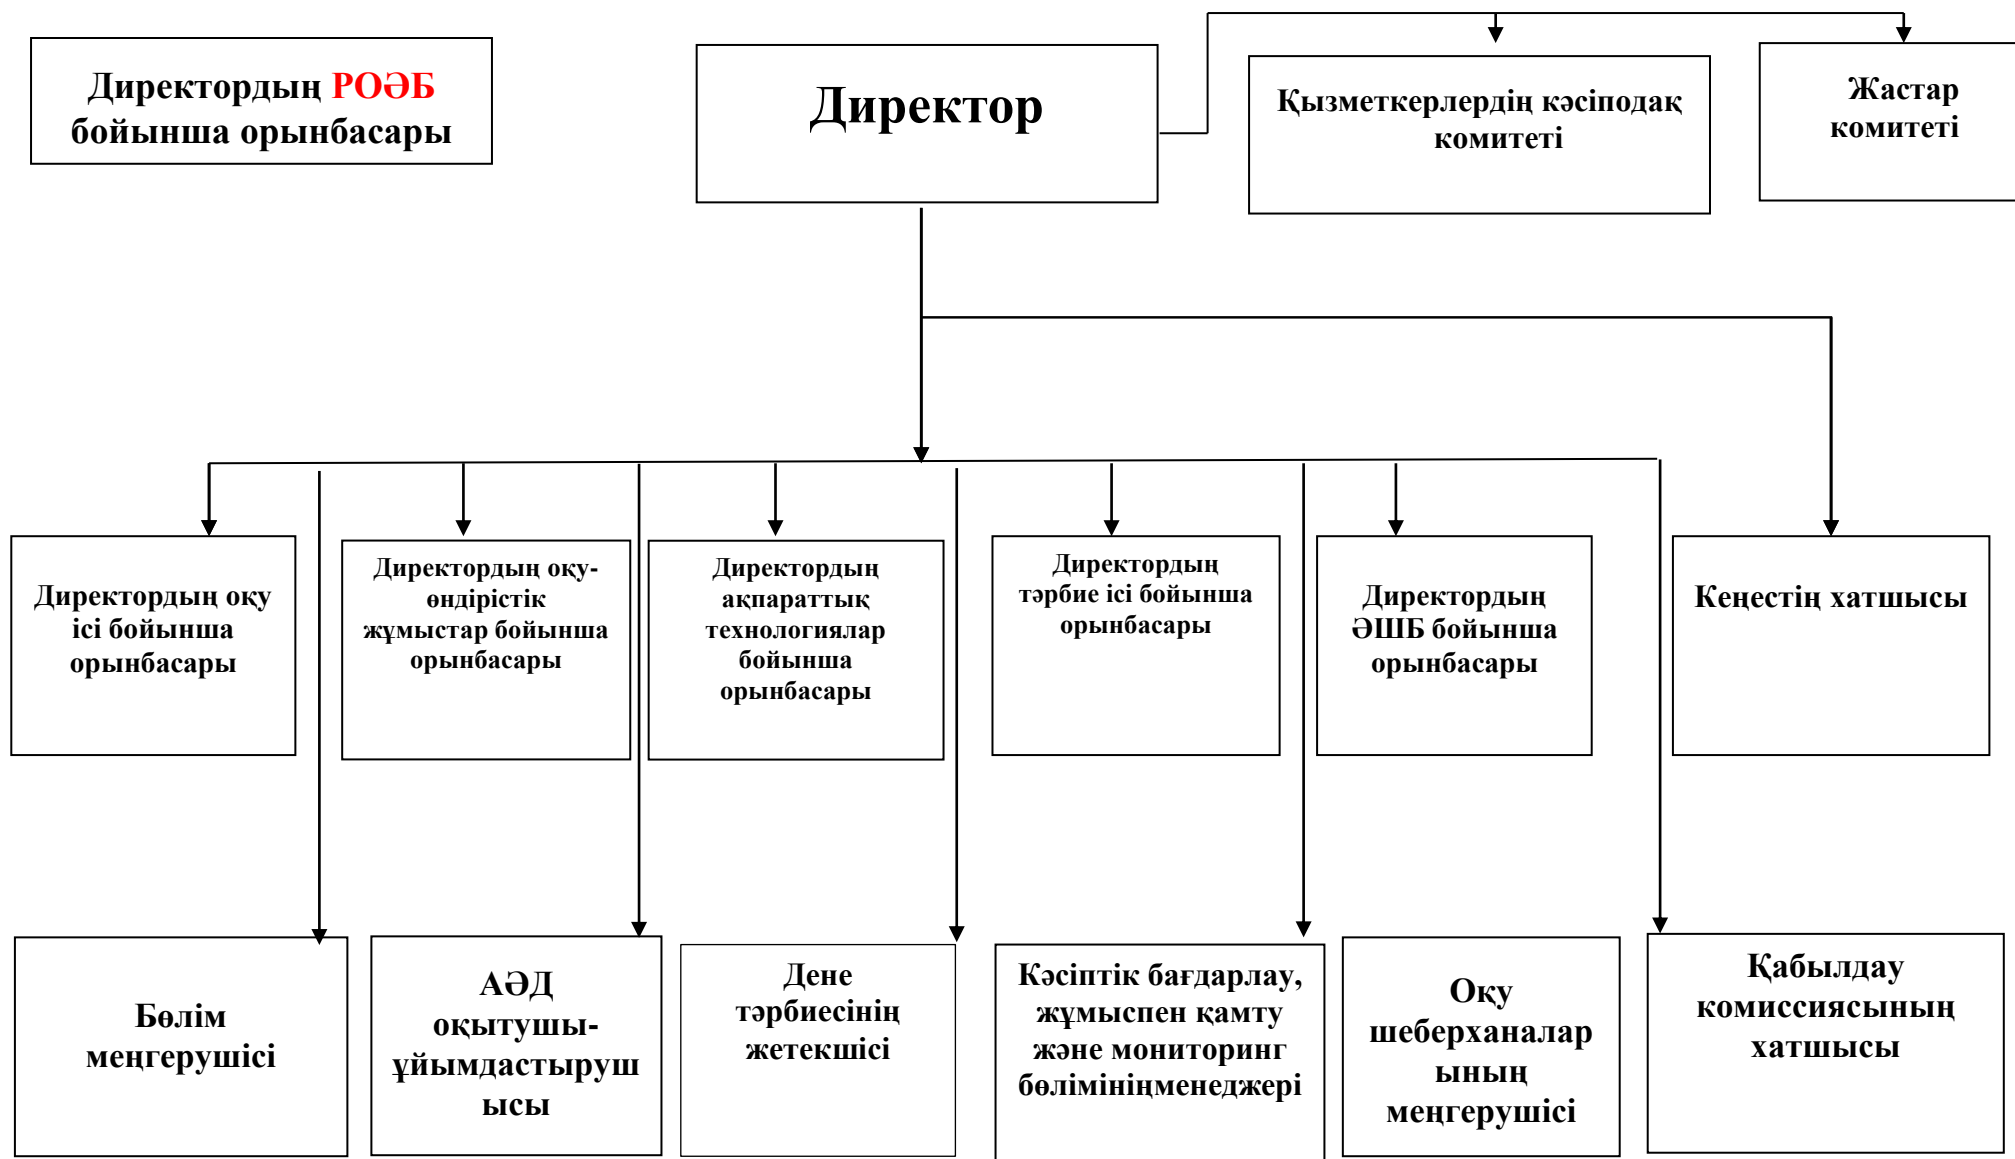 Директордың РОӘБ
бойынша орынбасары
Директор
Қызметкерлердің кәсіподақ
комитеті
Жастар
комитеті
Директордың оқу
ісі бойынша
орынбасары
Директордың оқу-
өндірістік
жұмыстар бойынша
орынбасары
Директордың
ақпараттық
технологиялар
бойынша
орынбасары
Директордың
тәрбие ісі бойынша
орынбасары
Директордың
ӘШБ бойынша
орынбасары
Кеңестің хатшысы
Бөлім
меңгерушісі
АӘД
оқытушы-
ұйымдастыруш
ысы
Дене
тәрбиесінің
жетекшісі
Кәсіптік бағдарлау,
жұмыспен қамту
және мониторинг
бөлімініңменеджері
Оқу
шеберханалар
ының
меңгерушісі
Қабылдау
комиссиясының
хатшысы